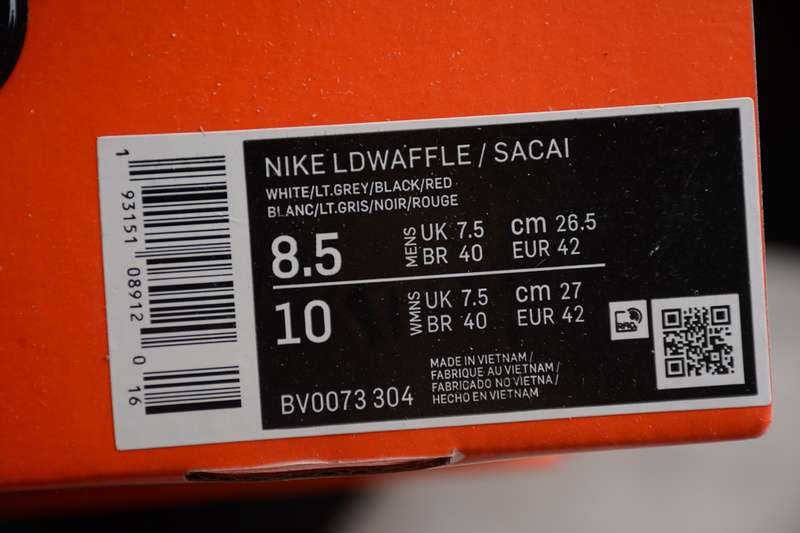 NIKE LDWAFFLE / SACAI
WHITE/LT.GREY/BLACK/RED
BLANC/LT.GRIS/NOIR/ROUGE
8.5 MENS UK 7.5 cm 26.5
BR 40 EUR 42
10 WMNS UK 7.5 cm 27
BR 40 EUR 42
MADE IN VIETNAM /
FABRIQUE AU VIETNAM /
FABRICADO NO VIETNA /
HECHO EN VIETNAM
BV0073 304
1 93151 08912 0 16